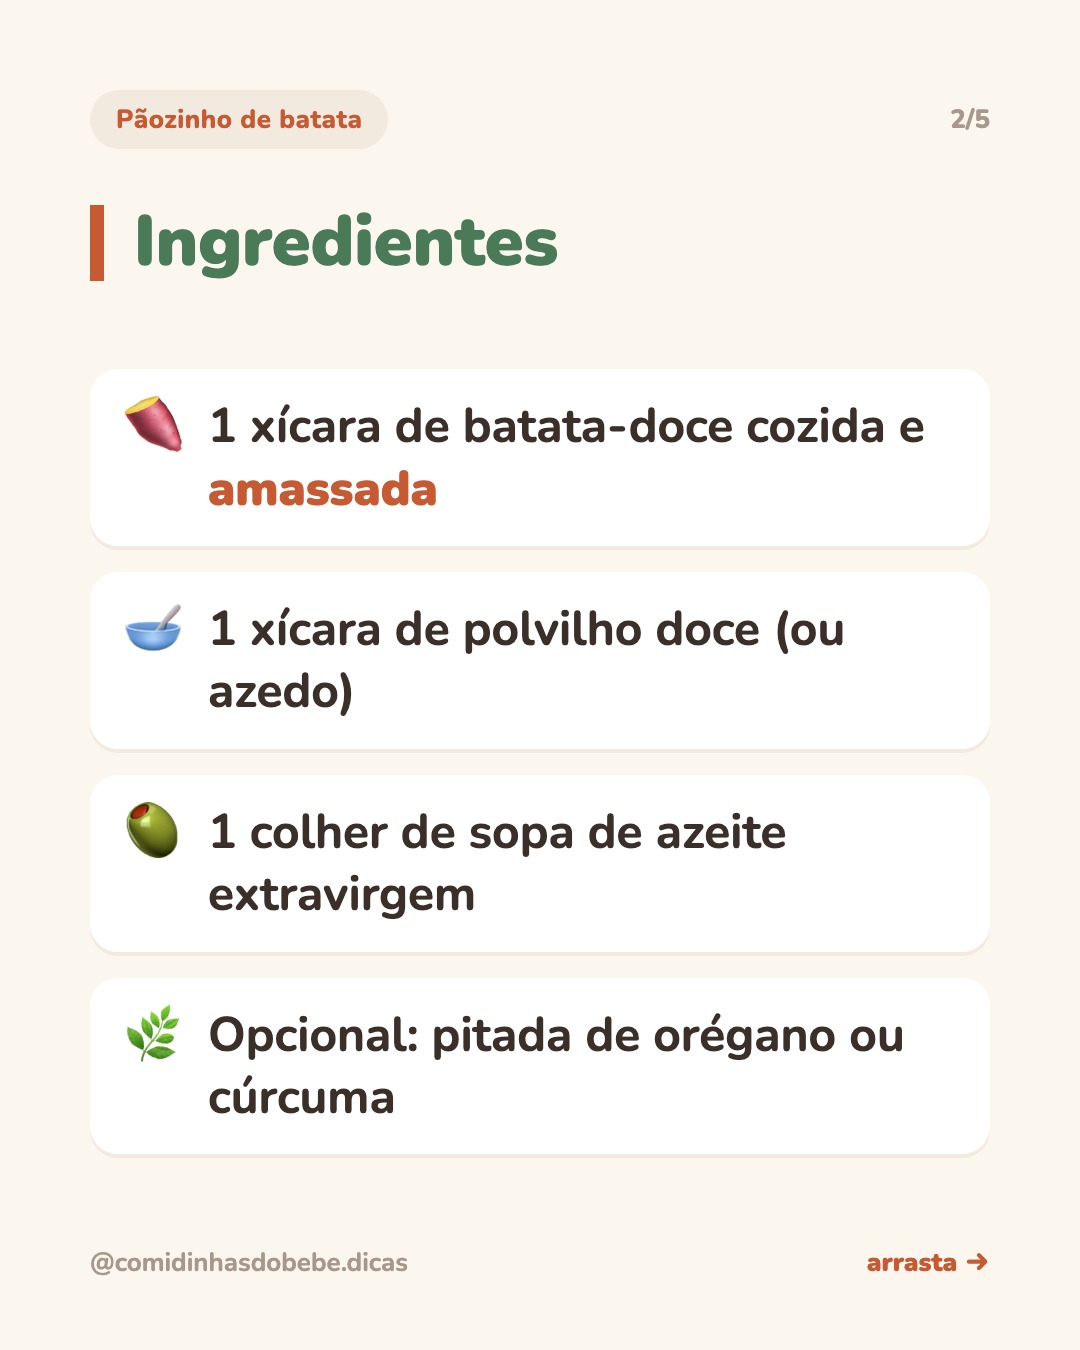 Pãozinho de batata
2/5
Ingredientes
1 xícara de batata-doce cozida e
amassada
1 xícara de polvilho doce (ou
azedo)
1 colher de sopa de azeite
extravirgem
Opcional: pitada de orégano ou
cúrcuma
@comidinhasdobebe.dicas
arrasta →